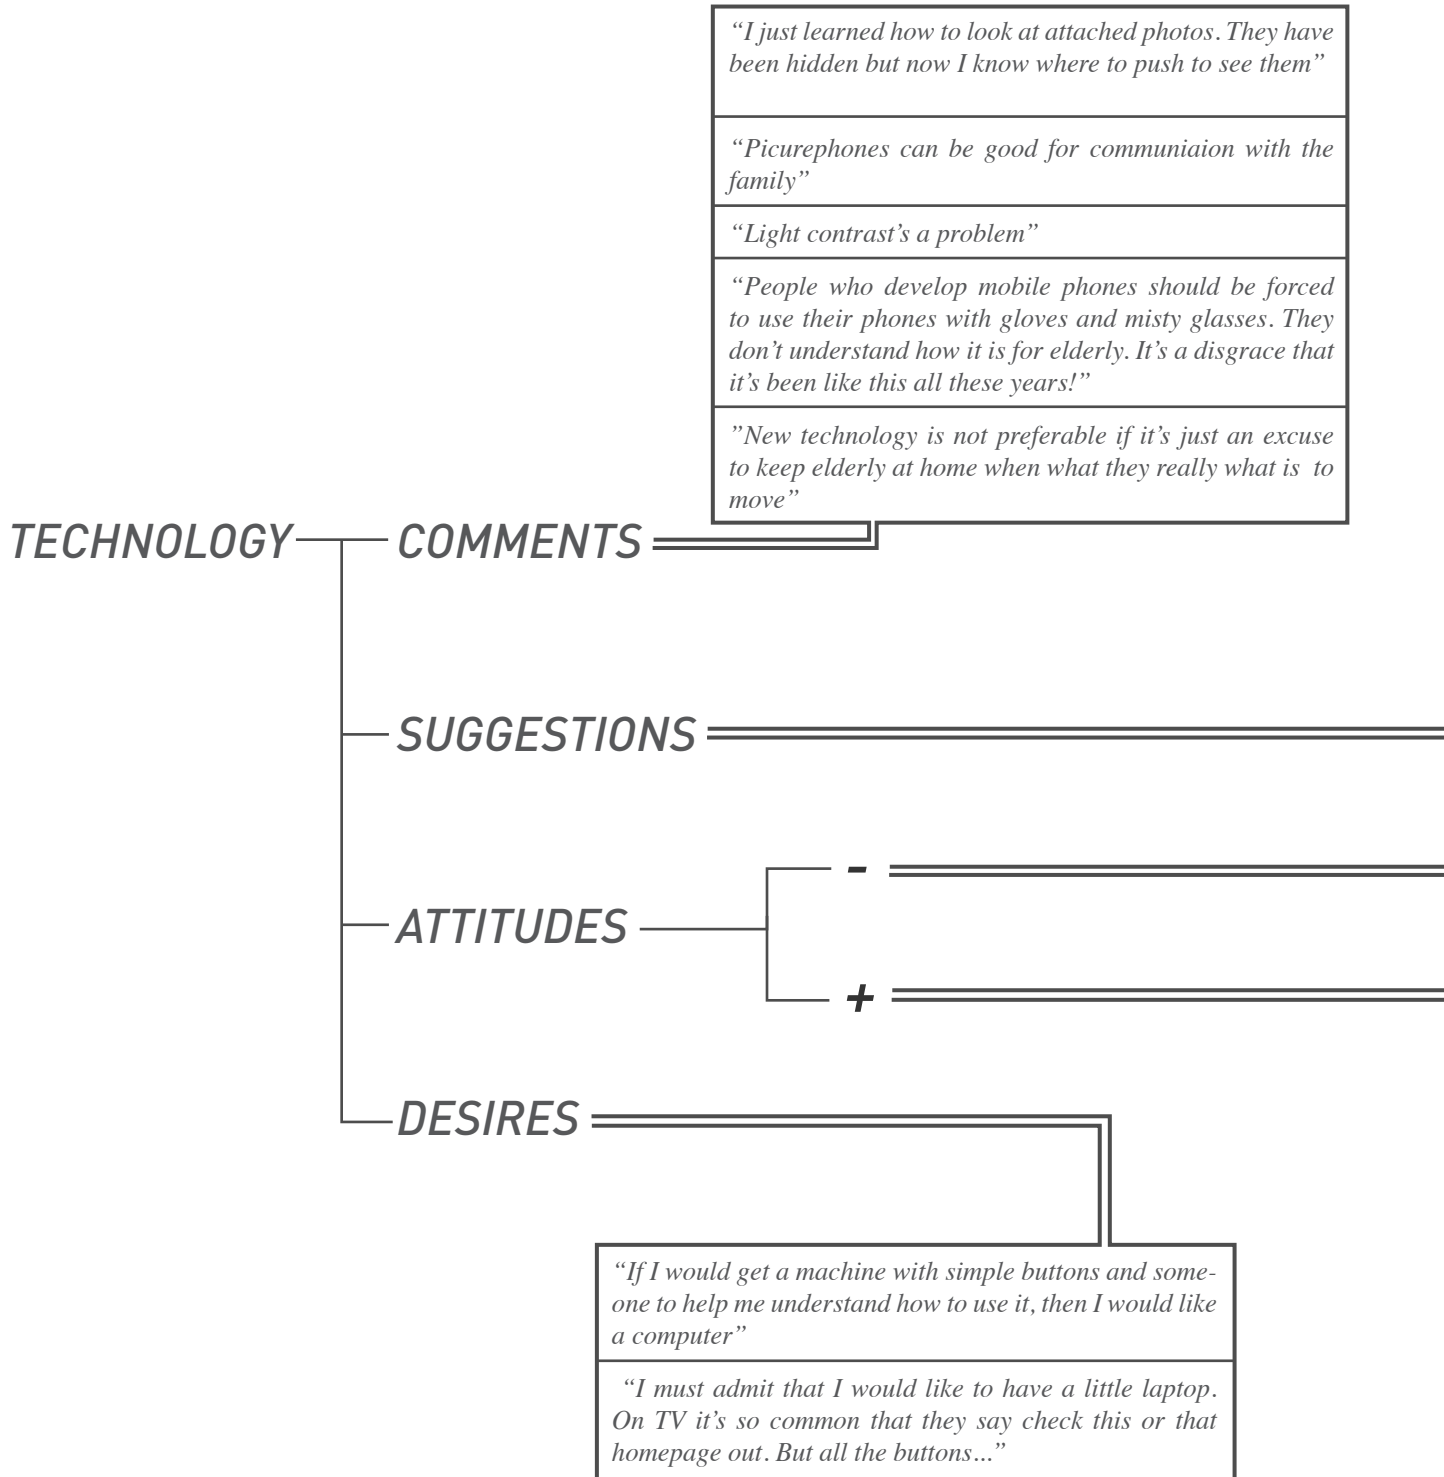 “I just learned how to look at attached photos. They have
been hidden but now I know where to push to see them”
“Picurephones can be good for communiaion with the
family”
“Light contrast’s a problem”
“People who develop mobile phones should be forced
to use their phones with gloves and misty glasses. They
don’t understand how it is for elderly. It’s a disgrace that
it’s been like this all these years!”
”New technology is not preferable if it’s just an excuse
to keep elderly at home when what they really what is to
move”
TECHNOLOGY
COMMENTS
SUGGESTIONS
ATTITUDES
-
+
DESIRES
“If I would get a machine with simple buttons and some-
one to help me understand how to use it, then I would like
a computer”
“I must admit that I would like to have a little laptop.
On TV it’s so common that they say check this or that
homepage out. But all the buttons...”